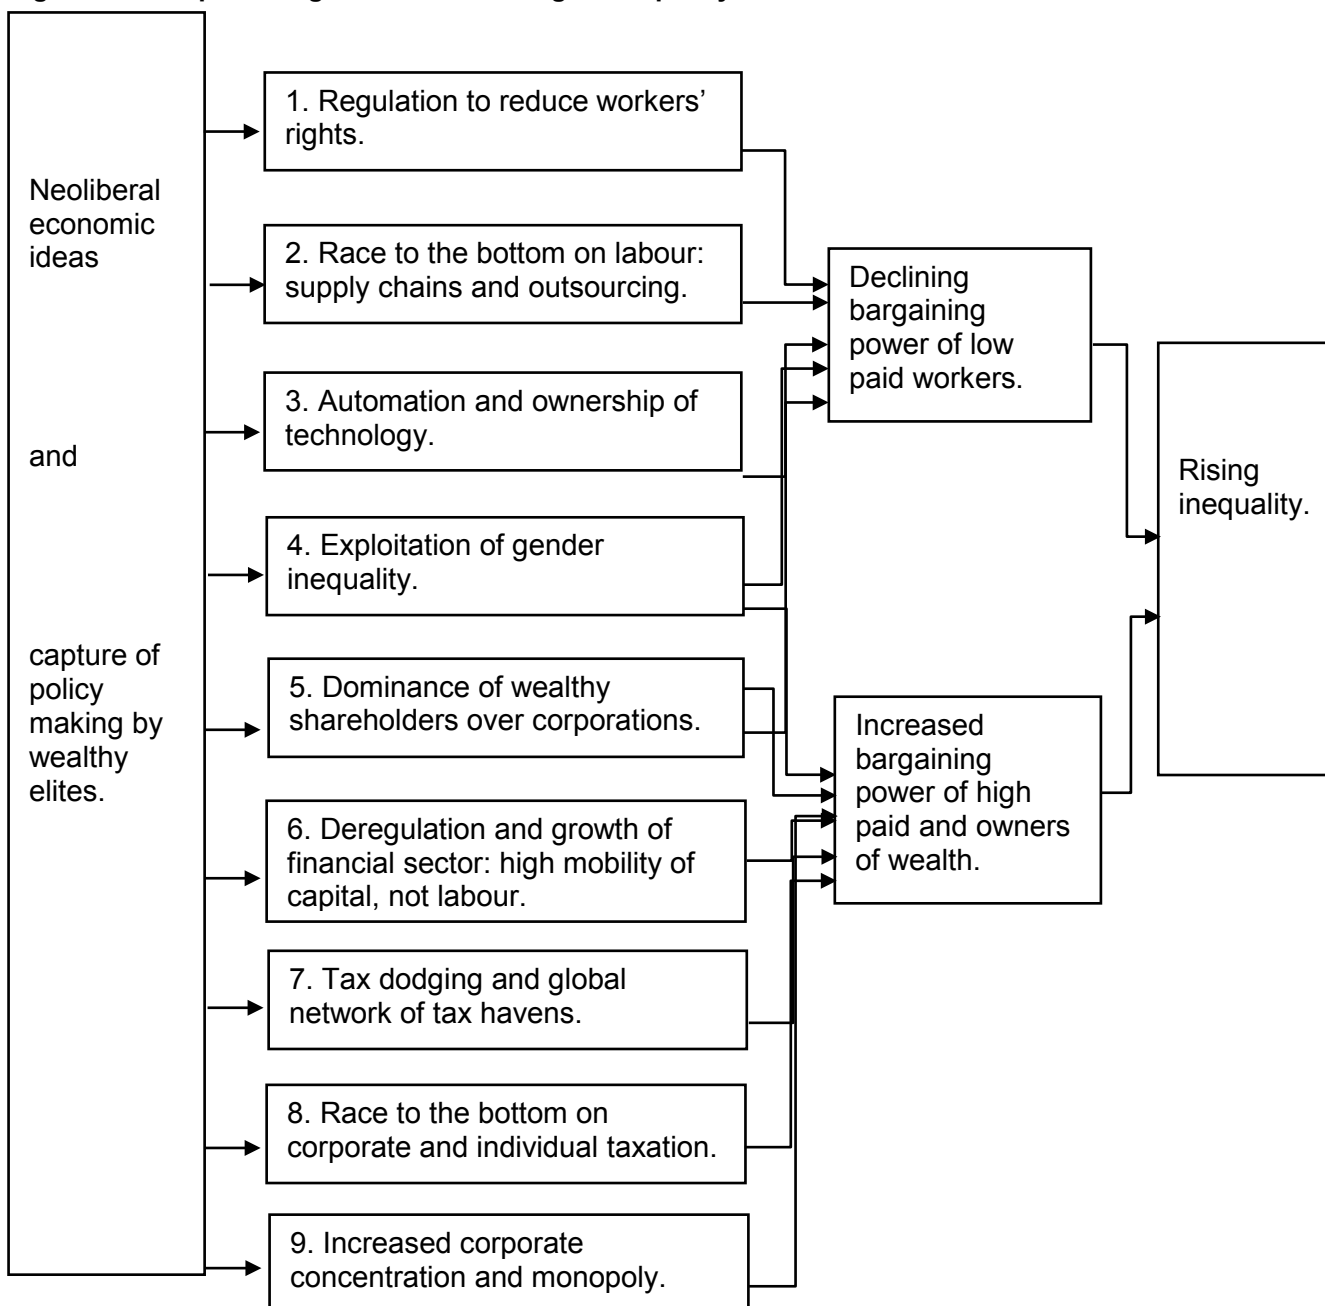 Neoliberal
economic
ideas
and
capture of
policy
making by
wealthy
elites.
1. Regulation to reduce workers’
rights.
2. Race to the bottom on labour:
supply chains and outsourcing.
3. Automation and ownership of
technology.
4. Exploitation of gender
inequality.
5. Dominance of wealthy
shareholders over corporations.
6. Deregulation and growth of
financial sector: high mobility of
capital, not labour.
7. Tax dodging and global
network of tax havens.
8. Race to the bottom on
corporate and individual taxation.
9. Increased corporate
concentration and monopoly.
Declining
bargaining
power of low
paid workers.
Increased
bargaining
power of high
paid and owners
of wealth.
Rising
inequality.